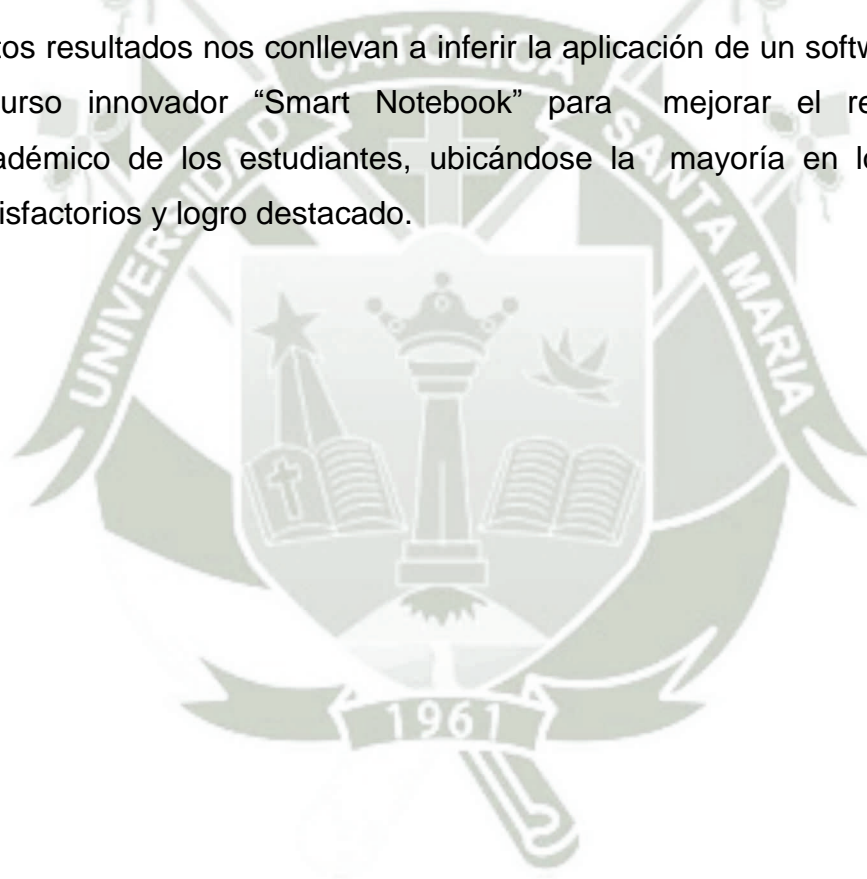 tos resultados nos conllevan a inferir la aplicación de un softw
urso innovador “Smart Notebook” para mejorar el re
adémico de los estudiantes, ubicándose la mayoría en lo
isfactorios y logro destacado.
UNIVERSIDAD CATOLICA SANTA MARIA
1961